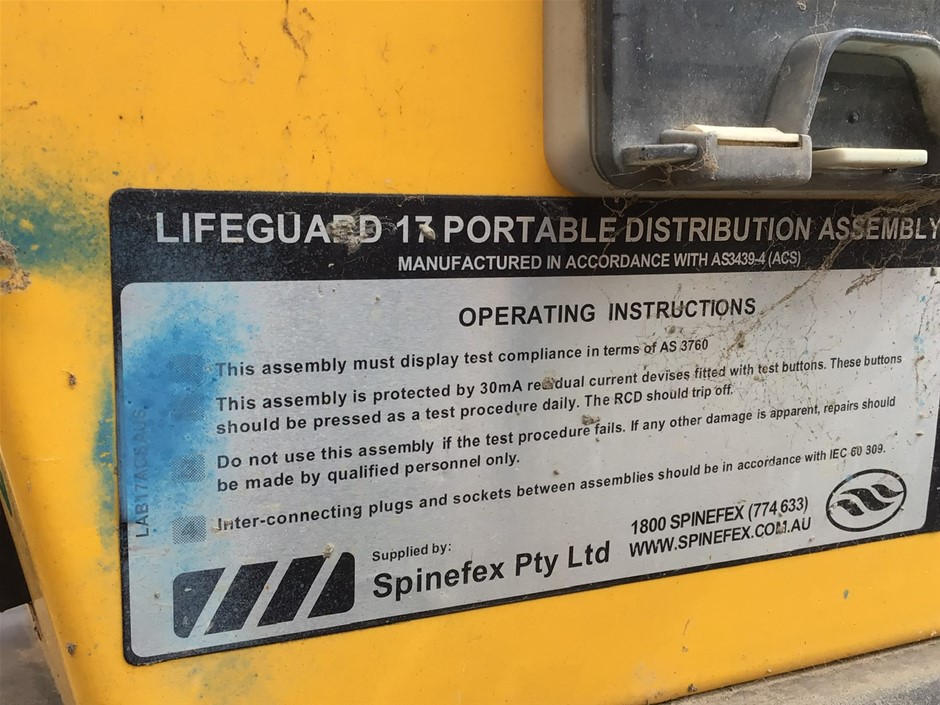 LIFEGUARD 17 PORTABLE DISTRIBUTION ASSEMBLY
MANUFACTURED IN ACCORDANCE WITH AS3439-4 (ACS)
OPERATING INSTRUCTIONS
This assembly must display test compliance in terms of AS 3760
This assembly is protected by 30mA residual current devises fitted with test buttons. These buttons
should be pressed as a test procedure daily. The RCD should trip off.
Do not use this assembly if the test procedure fails. If any other damage is apparent, repairs should
be made by qualified personnel only.
Inter-connecting plugs and sockets between assemblies should be in accordance with IEC 60 309.
Supplied by:
Spinefex Pty Ltd
1800 SPINEFEX (774 633)
WWW.SPINEFEX.COM.AU